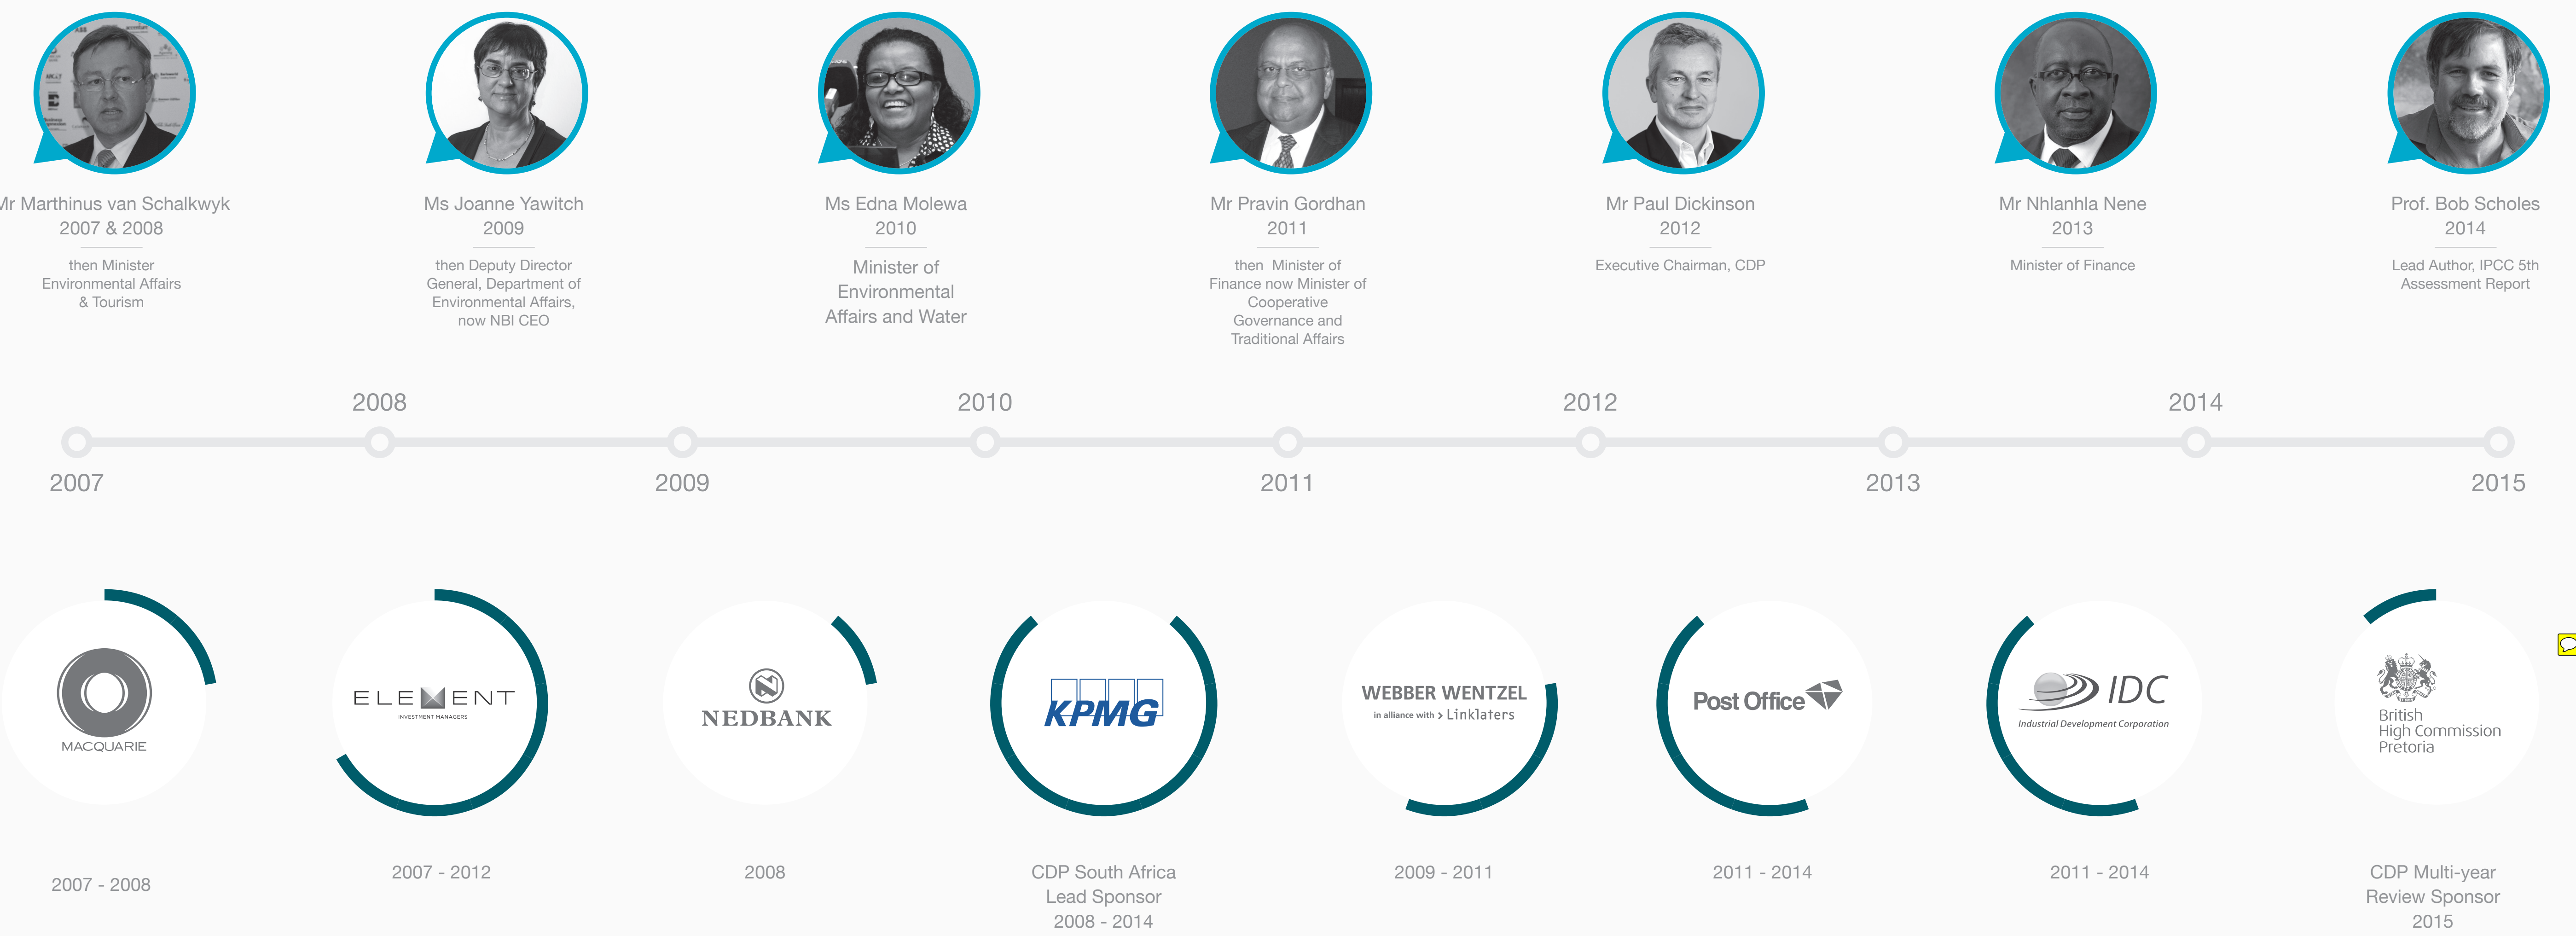 Mr Marthinus van Schalkwyk
2007 & 2008
then Minister
Environmental Affairs
& Tourism
Ms Joanne Yawitch
2009
then Deputy Director
General, Department of
Environmental Affairs,
now NBI CEO
Ms Edna Molewa
2010
Minister of
Environmental
Affairs and Water
Mr Pravin Gordhan
2011
then Minister of
Finance now Minister of
Cooperative
Governance and
Traditional Affairs
Mr Paul Dickinson
2012
Executive Chairman, CDP
Mr Nhlanhla Nene
2013
Minister of Finance
Prof. Bob Scholes
2014
Lead Author, IPCC 5th
Assessment Report
2007
2008
2009
2010
2011
2012
2013
2014
2015
MACQUARIE
2007 - 2008
ELEMENT
INVESTMENT MANAGERS
2007 - 2012
NEDBANK
2008
KPMG
CDP South Africa
Lead Sponsor
2008 - 2014
WEBBER WENTZEL
in alliance with > Linklaters
2009 - 2011
Post Office
2011 - 2014
IDC
Industrial Development Corporation
2011 - 2014
British
High Commission
Pretoria
CDP Multi-year
Review Sponsor
2015